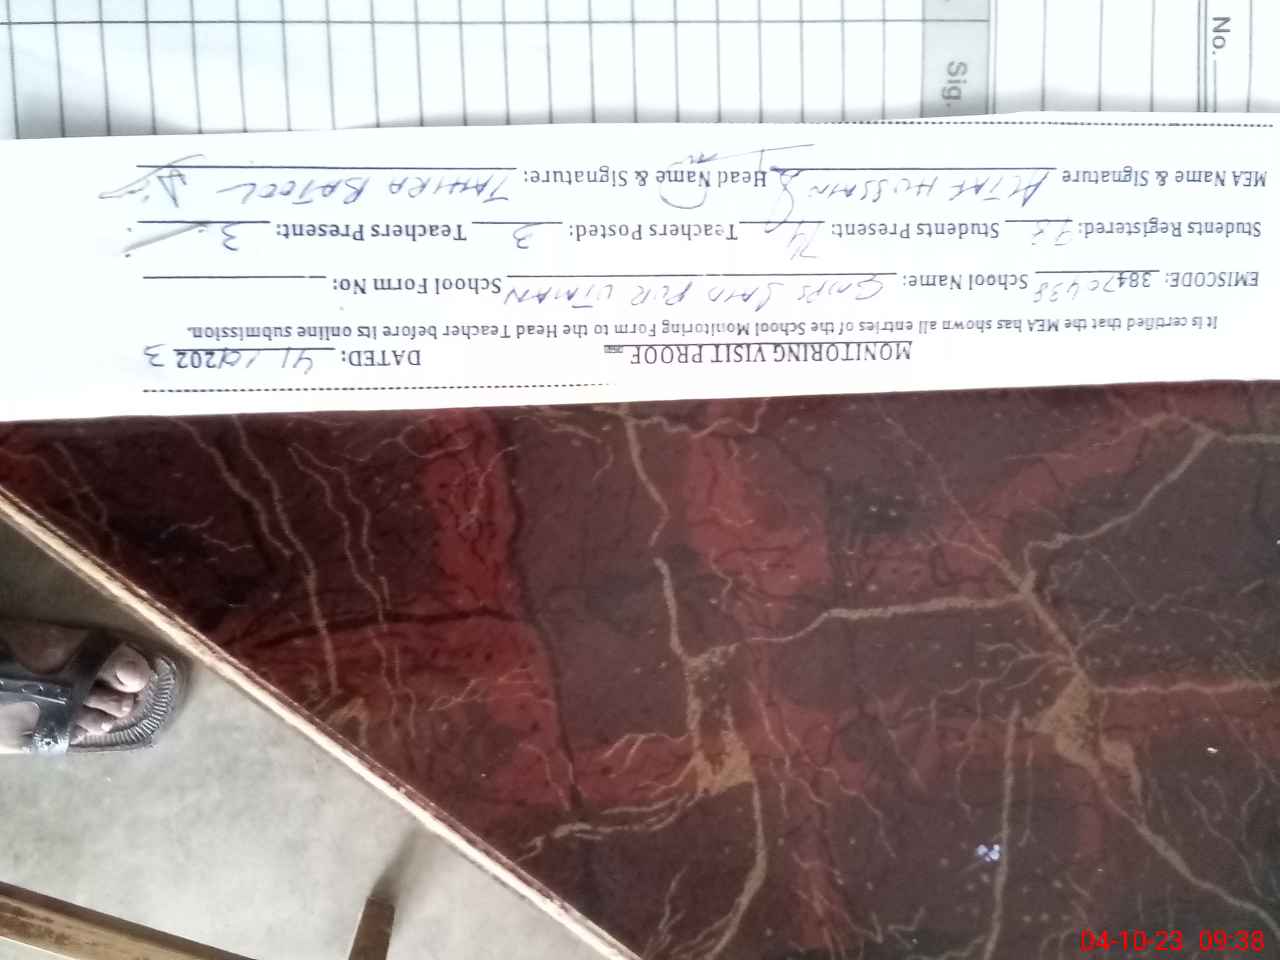 MONITORING VISIT PROOF DATED: 4/10/2023
It is certified that the MEA has shown all entries of the School Monitoring Form to the Head Teacher before its online submission.
EMISCODE: 38470438 School Name: GMPS SAID PUR UTMAN School Form No:
Students Registered: 93 Students Present: 74 Teachers Posted: 3 Teachers Present: 3
MEA Name & Signature ALTAF HUSSAIN Head Name & Signature: TAHIRA BATOOL
Sig.
No.
04-10-23 09:38